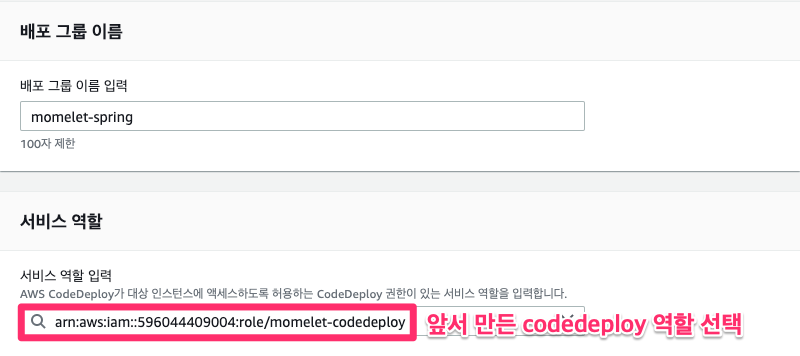 배포 그룹 이름
배포 그룹 이름 입력
momelet-spring
100자 제한
서비스 역할
서비스 역할 입력
AWS CodeDeploy가 대상 인스턴스에 액세스하도록 허용하는 CodeDeploy 권한이 있는 서비스 역할을 입력합니다.
arn:aws:iam::596044409004:role/momelet-codedeploy 앞서 만든 codedeploy 역할 선택